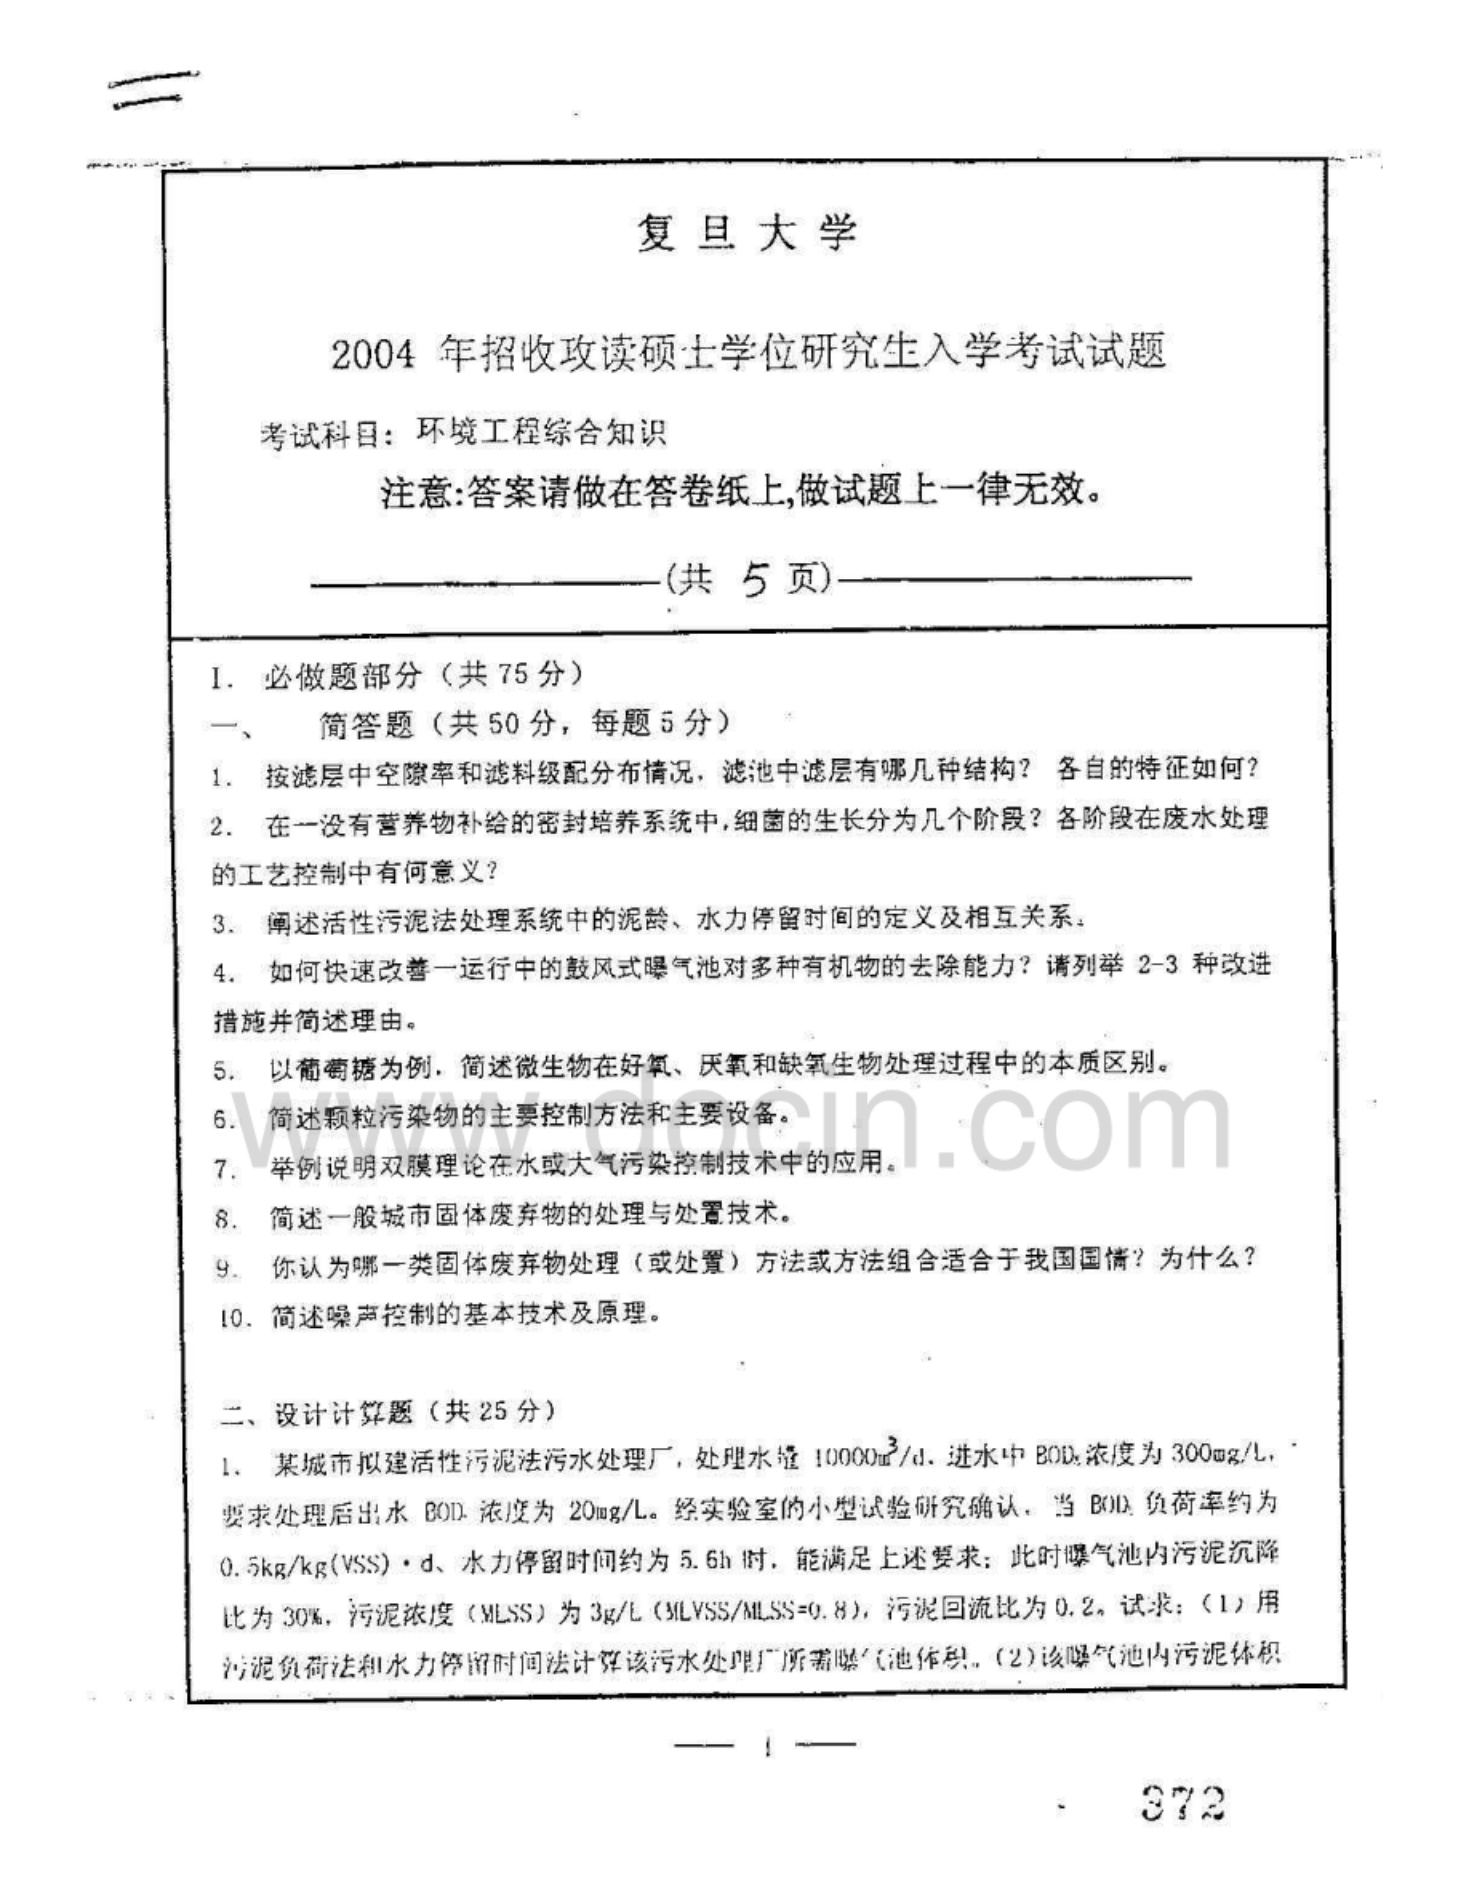 复旦大学
2004 年招收攻读硕士学位研究生入学考试试题
考试科目: 环境工程综合知识
注意:答案请做在答卷纸上,做试题上一律无效。
(共 5 页)
I. 必做题部分（共 75 分）
一、 简答题（共 50 分，每题 5 分）
1. 按滤层中空隙率和滤料级配分布情况，滤池中滤层有哪几种结构？ 各自的特征如何？
2. 在一没有营养物补给的密封培养系统中,细菌的生长分为几个阶段？各阶段在废水处理
的工艺控制中有何意义？
3. 阐述活性污泥法处理系统中的泥龄、水力停留时间的定义及相互关系。
4. 如何快速改善一运行中的鼓风式曝气池对多种有机物的去除能力？请列举 2-3 种改进
措施并简述理由。
5. 以葡萄糖为例，简述微生物在好氧、厌氧和缺氧生物处理过程中的本质区别。
6. 简述颗粒污染物的主要控制方法和主要设备。
7. 举例说明双膜理论在水或大气污染控制技术中的应用。
8. 简述一般城市固体废弃物的处理与处置技术。
9. 你认为哪一类固体废弃物处理（或处置）方法或方法组合适合于我国国情？为什么？
10. 简述噪声控制的基本技术及原理。
二、设计计算题（共 25 分）
1. 某城市拟建活性污泥法污水处理厂，处理水量 10000m³/d，进水中 BOD₅浓度为 300mg/L，
要求处理后出水 BOD 浓度为 20mg/L。经实验室的小型试验研究确认，当 BOD₅ 负荷率约为
0.5kg/kg(VSS)·d、水力停留时间约为 5.6h 时，能满足上述要求；此时曝气池内污泥沉降
比为 30%，污泥浓度（MLSS）为 3g/L（MLVSS/MLSS=0.8），污泥回流比为 0.2。试求：（1）用
污泥负荷法和水力停留时间法计算该污水处理厂所需曝气池体积。（2）该曝气池内污泥体积
— 1 —
372
www.docin.com